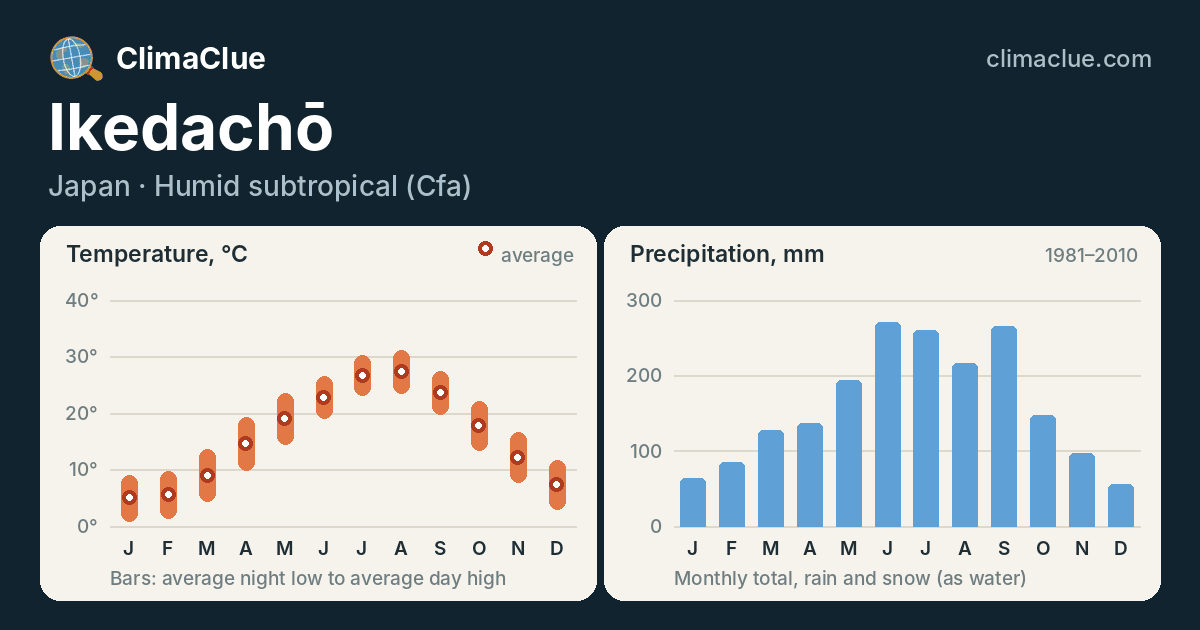 ClimaClue
climaclue.com
Ikedachō
Japan · Humid subtropical (Cfa)
Temperature, °C
average
40°
30°
20°
10°
0°
J F M A M J J A S O N D
Bars: average night low to average day high
Precipitation, mm
1981–2010
300
200
100
0
J F M A M J J A S O N D
Monthly total, rain and snow (as water)